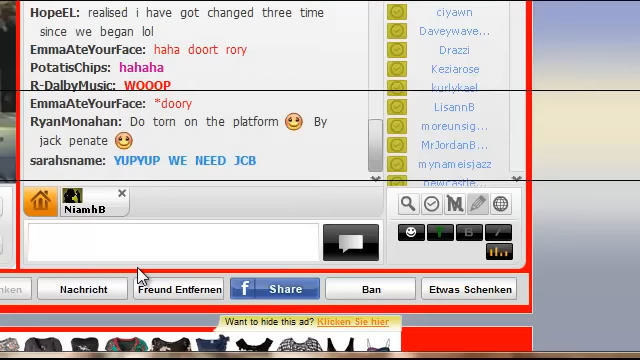 HopeEL: realised i have got changed three time
since we began lol
EmmaAteYourFace: haha doort rory
PotatisChips: hahaha
R-DalbyMusic: WOOOP
EmmaAteYourFace: *doory
RyanMonahan: Do torn on the platform By
jack penate
sarahsname: YUPYUP WE NEED JCB
ciyawn
Daveywave...
Drazzi
Keziarose
kurlykael
LisannB
moreunsig...
MrJordanB...
mynameisjazz
newcastle...
NiamhB
nken
Nachricht
Freund Entfernen
f Share
Ban
Etwas Schenken
Want to hide this ad? Klicken Sie hier